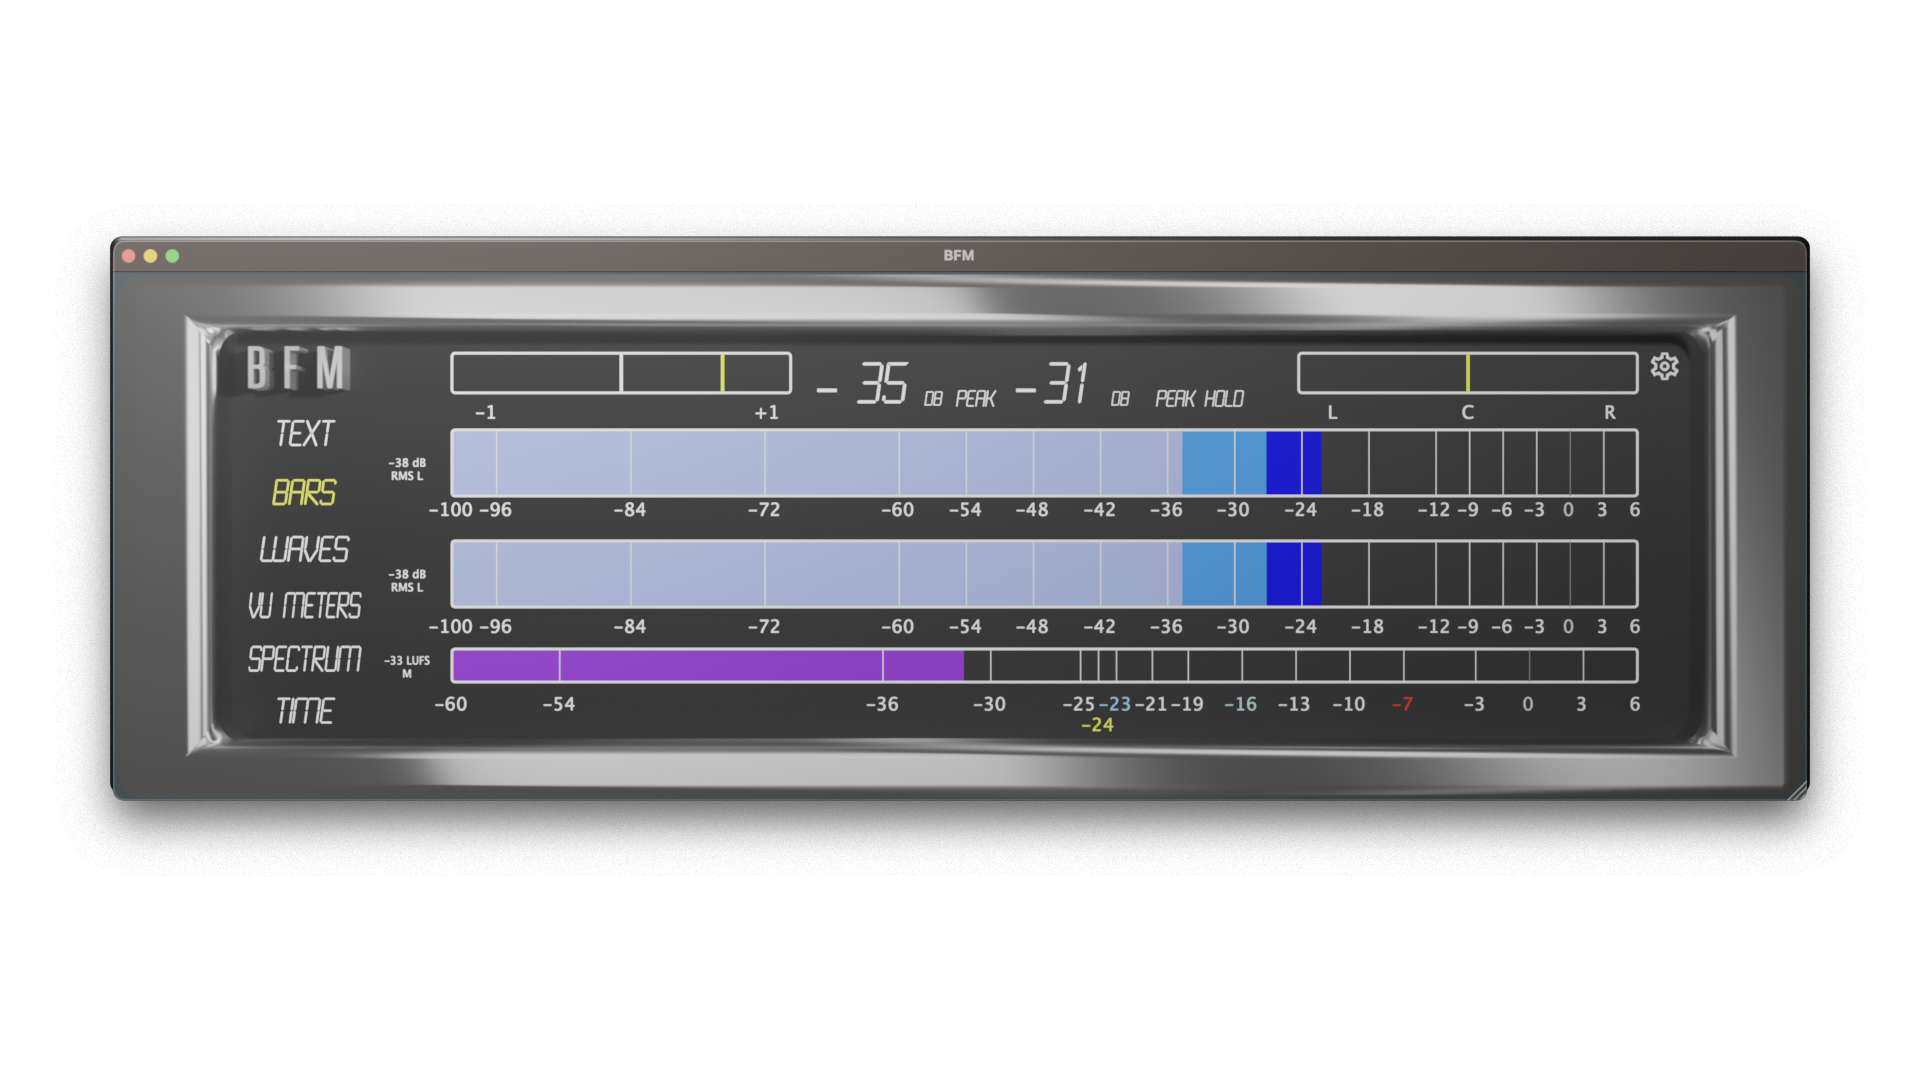 BFM
BFM
-1 +1
- 35 DB PEAK -31 DB PEAK HOLD
L C R
TEXT
BARS
WAVES
VU METERS
SPECTRUM
TIME
-38 dB
RMS L
-100 -96 -84 -72 -60 -54 -48 -42 -36 -30 -24 -18 -12 -9 -6 -3 0 3 6
-38 dB
RMS L
-100 -96 -84 -72 -60 -54 -48 -42 -36 -30 -24 -18 -12 -9 -6 -3 0 3 6
-33 LUFS
M
-60 -54 -36 -30 -25 -23 -21 -19 -16 -13 -10 -7 -3 0 3 6
-24